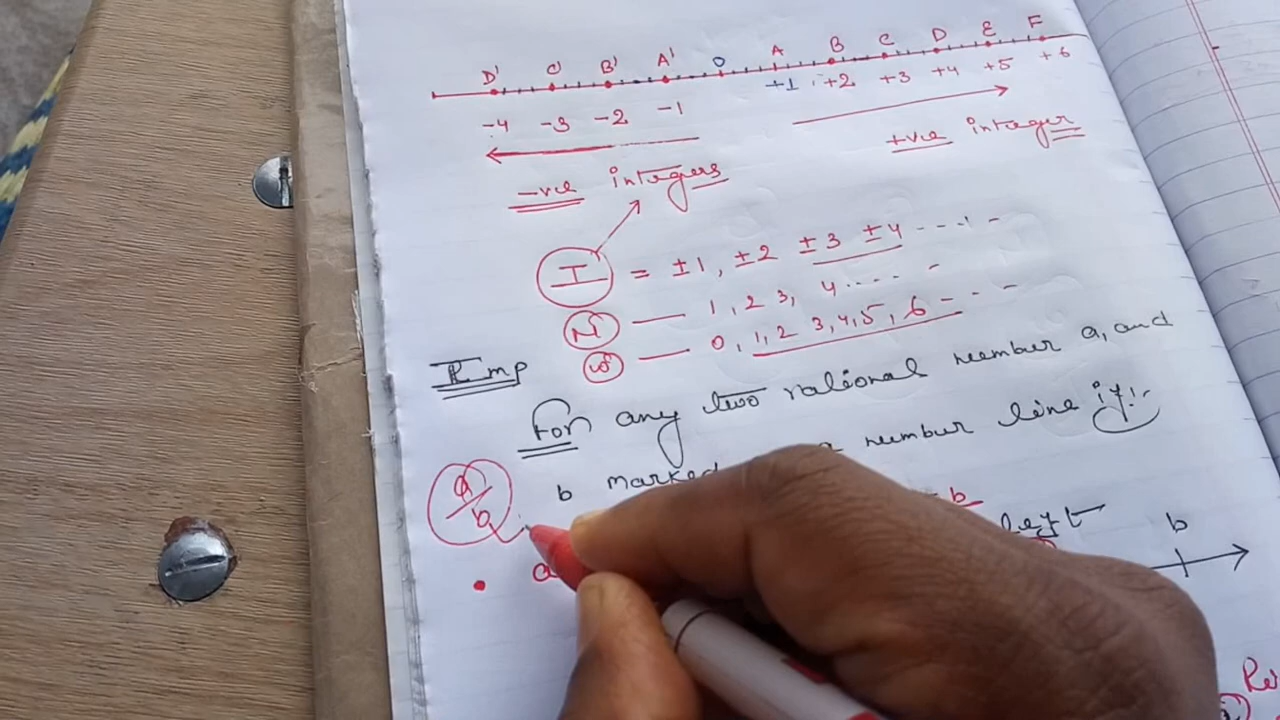 D' C' B' A' O A B C D E F
-4 -3 -2 -1 +1 +2 +3 +4 +5 +6
-ve integers
+ve integer
I = ±1, ±2 ±3 ±4 ......
N — 1, 2 3, 4.....
W — 0, 1, 2 3, 4, 5, 6 - - -
Imp
For any two rational number a, and
b marked a number line if:-
a/b
b
left
b
• a